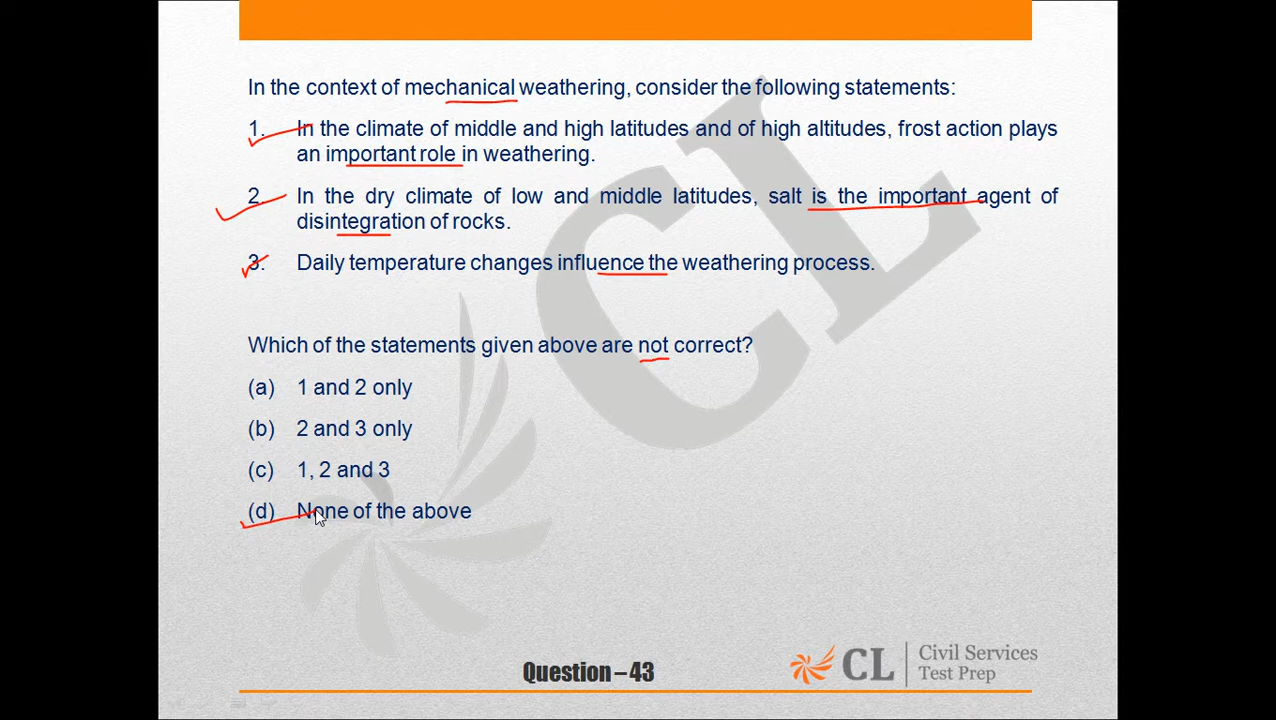 In the context of mechanical weathering, consider the following statements:
1. In the climate of middle and high latitudes and of high altitudes, frost action plays
an important role in weathering.
2. In the dry climate of low and middle latitudes, salt is the important agent of
disintegration of rocks.
3. Daily temperature changes influence the weathering process.
Which of the statements given above are not correct?
(a) 1 and 2 only
(b) 2 and 3 only
(c) 1, 2 and 3
(d) None of the above
CL
Question – 43
CL Civil Services
Test Prep